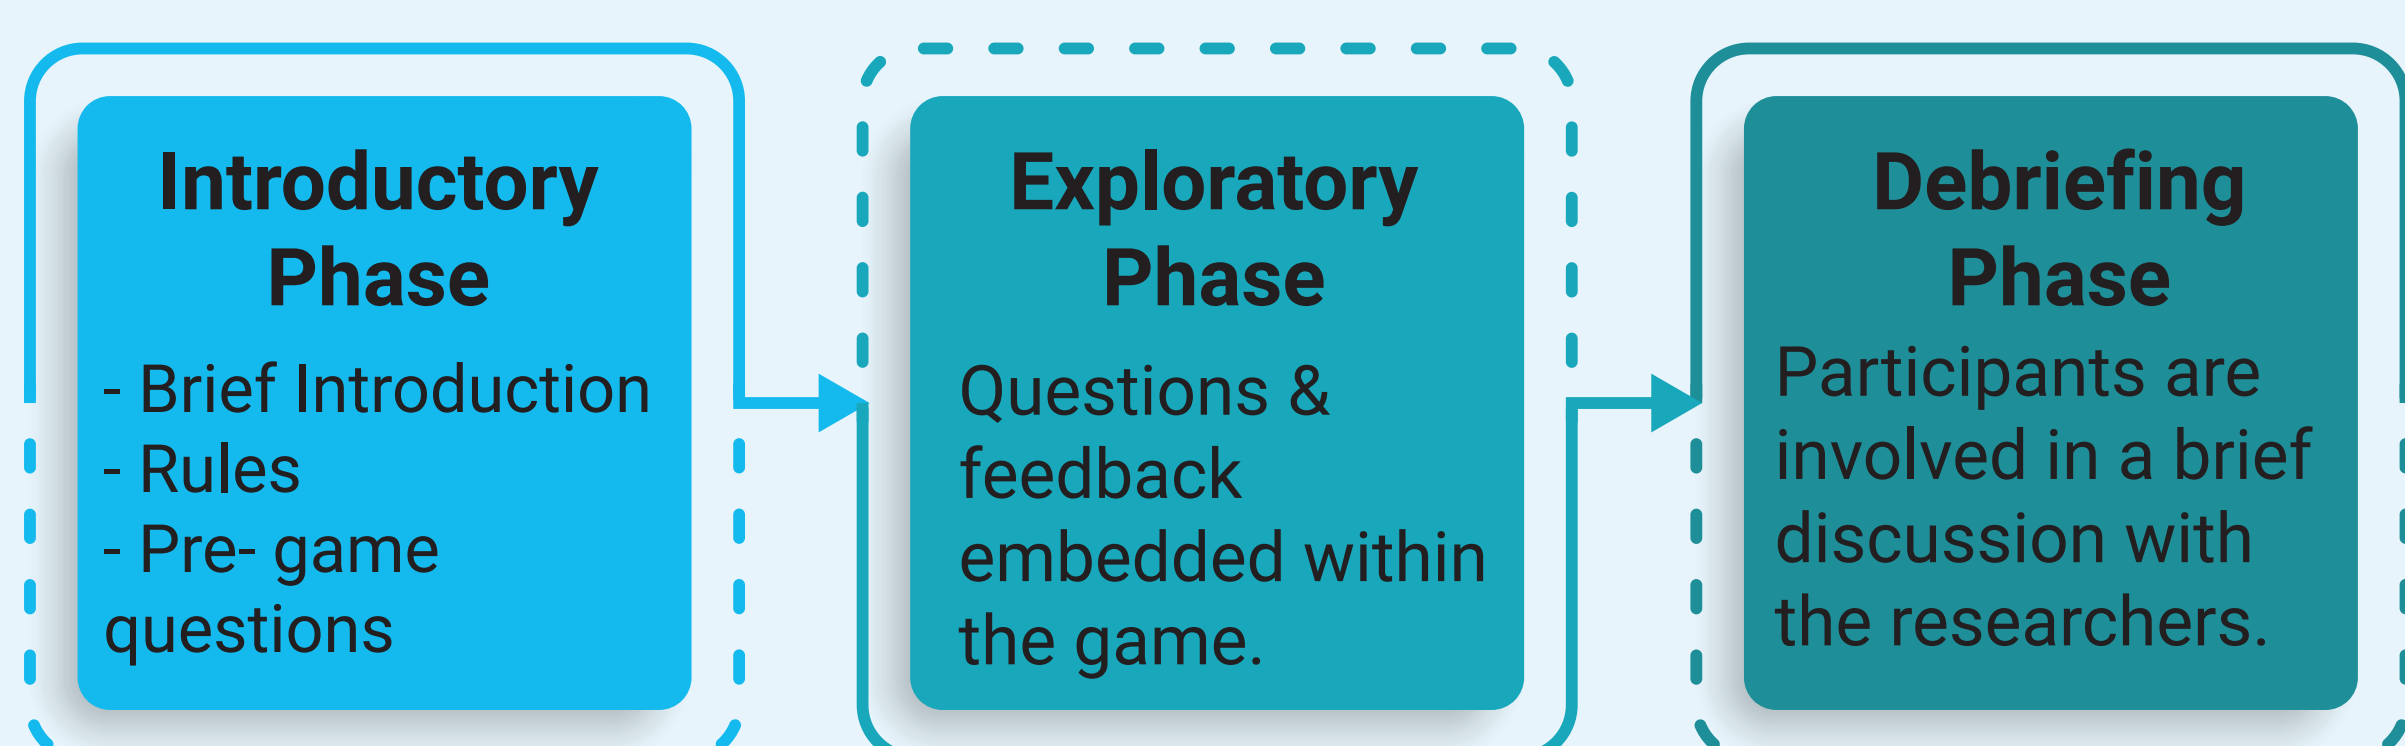 Introductory
Phase
- Brief Introduction
- Rules
- Pre- game
questions
Exploratory
Phase
Questions &
feedback
embedded within
the game.
Debriefing
Phase
Participants are
involved in a brief
discussion with
the researchers.